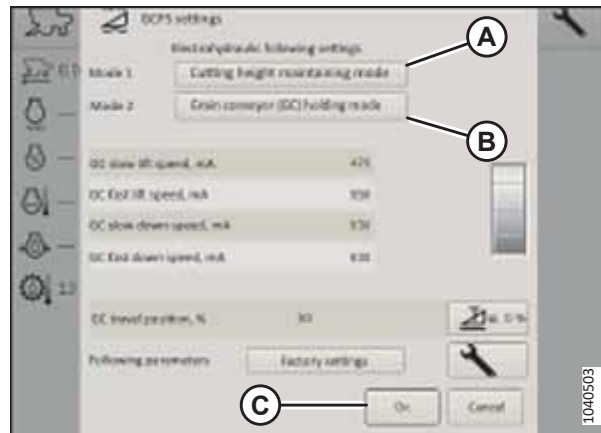 GCFS settings
Electrohydraulic following settings
A
Mode 1 Cutting height maintaining mode
Mode 2 Grain conveyor (GC) holding mode
B
GC slow lift speed, mA
GC fast lift speed, mA
GC slow down speed, mA
GC fast down speed, mA
GC travel position, %
Following parameters Factory settings
C
Ok Cancel
1040503